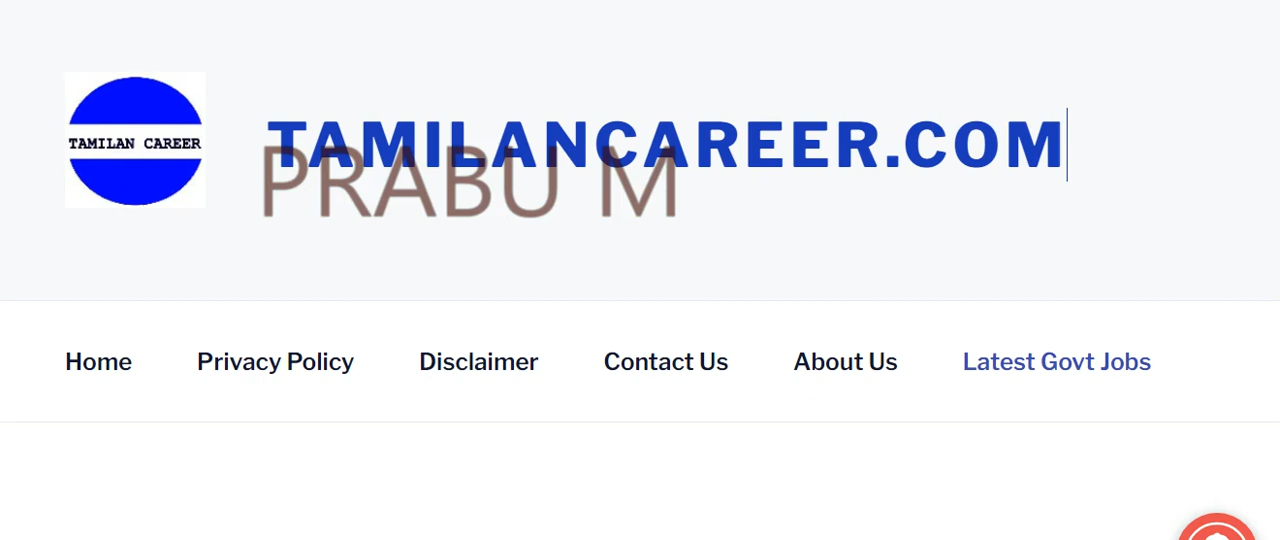 TAMILAN CAREER
TAMILANCAREER.COM
PRABU M
Home Privacy Policy Disclaimer Contact Us About Us Latest Govt Jobs